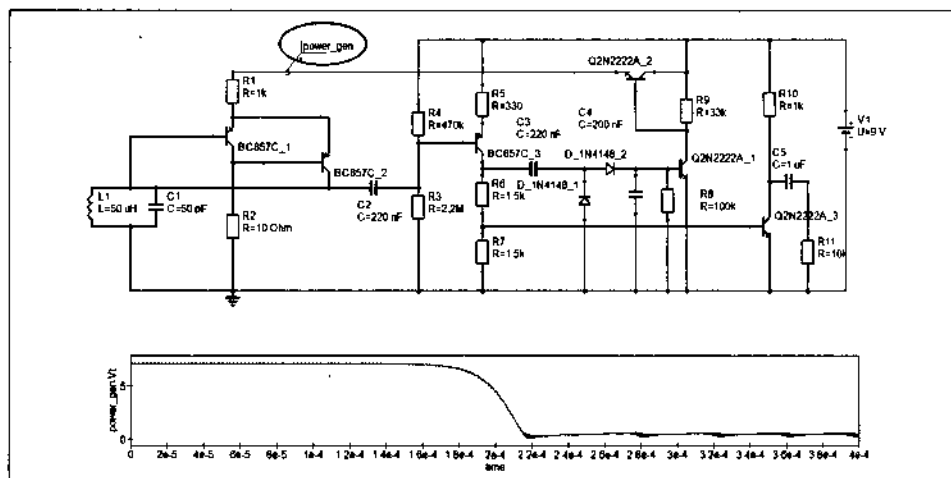 power_gen
Q2N2222A_2
R1
R=1k
R4
R=470k
R5
R=330
C3
C=220 nF
C4
C=200 nF
R9
R=33k
R10
R=1k
V1
U=9 V
BC857C_1
BC857C_2
BC857C_3
D_1N4148_2
Q2N2222A_1
C5
C=1 uF
L1
L=50 uH
C1
C=50 pF
R2
R=10 Ohm
C2
C=220 nF
R3
R=2,2M
R6
R=1.5k
D_1N4148_1
R8
R=100k
Q2N2222A_3
R7
R=1.5k
R11
R=10k
power_gen.Vt
5
0
0 2e-5 4e-5 6e-5 8e-5 1e-4 1.2e-4 1.4e-4 1.6e-4 1.8e-4 2e-4 2.2e-4 2.4e-4 2.6e-4 2.8e-4 3e-4 3.2e-4 3.4e-4 3.6e-4 3.8e-4 4e-4
time